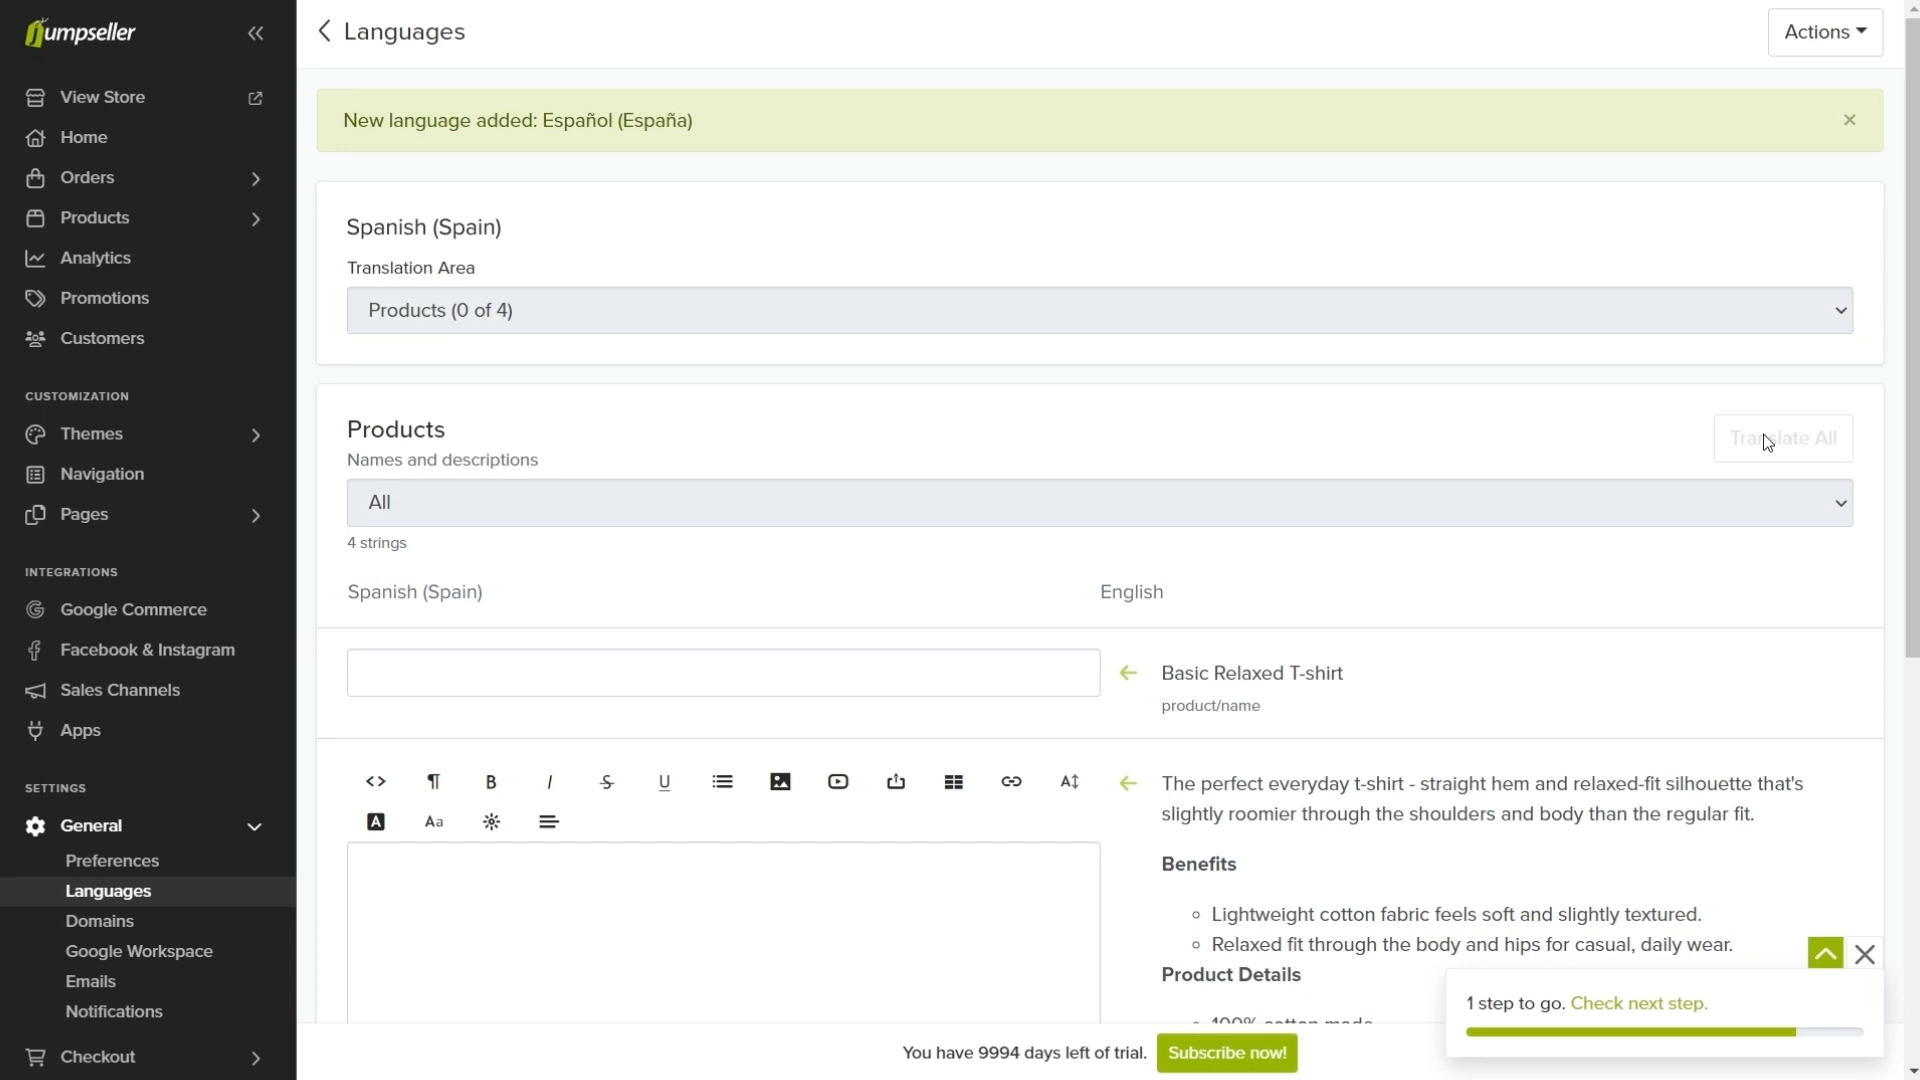 Jumpseller
Languages
Actions
New language added: Español (España)
×
View Store
Home
Orders
Products
Analytics
Promotions
Customers
CUSTOMIZATION
Themes
Navigation
Pages
INTEGRATIONS
Google Commerce
Facebook & Instagram
Sales Channels
Apps
SETTINGS
General
Preferences
Languages
Domains
Google Workspace
Emails
Notifications
Checkout
Spanish (Spain)
Translation Area
Products (0 of 4)
Products
Translate All
Names and descriptions
All
4 strings
Spanish (Spain)
English
Basic Relaxed T-shirt
product/name
The perfect everyday t-shirt - straight hem and relaxed-fit silhouette that's
slightly roomier through the shoulders and body than the regular fit.
Benefits
Lightweight cotton fabric feels soft and slightly textured.
Relaxed fit through the body and hips for casual, daily wear.
Product Details
100% cotton made
1 step to go. Check next step.
You have 9994 days left of trial. Subscribe now!